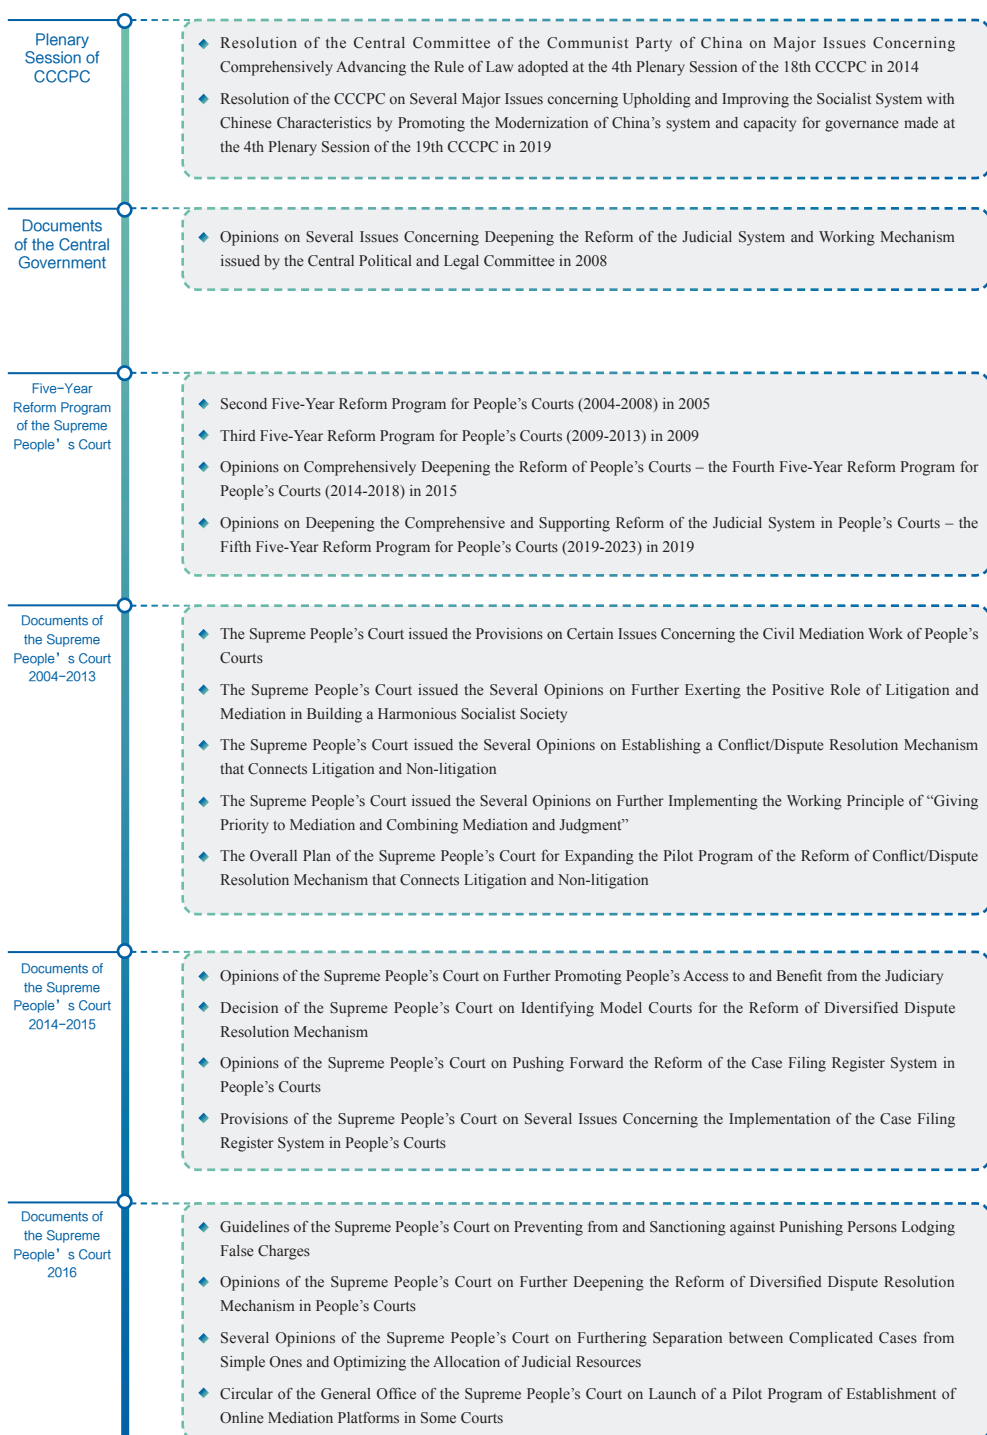 Plenary
Session of
CCCPC
◆ Resolution of the Central Committee of the Communist Party of China on Major Issues Concerning
Comprehensively Advancing the Rule of Law adopted at the 4th Plenary Session of the 18th CCCPC in 2014
◆ Resolution of the CCCPC on Several Major Issues concerning Upholding and Improving the Socialist System with
Chinese Characteristics by Promoting the Modernization of China’s system and capacity for governance made at
the 4th Plenary Session of the 19th CCCPC in 2019
Documents
of the Central
Government
◆ Opinions on Several Issues Concerning Deepening the Reform of the Judicial System and Working Mechanism
issued by the Central Political and Legal Committee in 2008
Five-Year
Reform Program
of the Supreme
People’s Court
◆ Second Five-Year Reform Program for People’s Courts (2004-2008) in 2005
◆ Third Five-Year Reform Program for People’s Courts (2009-2013) in 2009
◆ Opinions on Comprehensively Deepening the Reform of People’s Courts – the Fourth Five-Year Reform Program for
People’s Courts (2014-2018) in 2015
◆ Opinions on Deepening the Comprehensive and Supporting Reform of the Judicial System in People’s Courts – the
Fifth Five-Year Reform Program for People’s Courts (2019-2023) in 2019
Documents of
the Supreme
People’s Court
2004-2013
◆ The Supreme People’s Court issued the Provisions on Certain Issues Concerning the Civil Mediation Work of People’s
Courts
◆ The Supreme People’s Court issued the Several Opinions on Further Exerting the Positive Role of Litigation and
Mediation in Building a Harmonious Socialist Society
◆ The Supreme People’s Court issued the Several Opinions on Establishing a Conflict/Dispute Resolution Mechanism
that Connects Litigation and Non-litigation
◆ The Supreme People’s Court issued the Several Opinions on Further Implementing the Working Principle of “Giving
Priority to Mediation and Combining Mediation and Judgment”
◆ The Overall Plan of the Supreme People’s Court for Expanding the Pilot Program of the Reform of Conflict/Dispute
Resolution Mechanism that Connects Litigation and Non-litigation
Documents of
the Supreme
People’s Court
2014-2015
◆ Opinions of the Supreme People’s Court on Further Promoting People’s Access to and Benefit from the Judiciary
◆ Decision of the Supreme People’s Court on Identifying Model Courts for the Reform of Diversified Dispute
Resolution Mechanism
◆ Opinions of the Supreme People’s Court on Pushing Forward the Reform of the Case Filing Register System in
People’s Courts
◆ Provisions of the Supreme People’s Court on Several Issues Concerning the Implementation of the Case Filing
Register System in People’s Courts
Documents of
the Supreme
People’s Court
2016
◆ Guidelines of the Supreme People’s Court on Preventing from and Sanctioning against Punishing Persons Lodging
False Charges
◆ Opinions of the Supreme People’s Court on Further Deepening the Reform of Diversified Dispute Resolution
Mechanism in People’s Courts
◆ Several Opinions of the Supreme People’s Court on Furthering Separation between Complicated Cases from
Simple Ones and Optimizing the Allocation of Judicial Resources
◆ Circular of the General Office of the Supreme People’s Court on Launch of a Pilot Program of Establishment of
Online Mediation Platforms in Some Courts